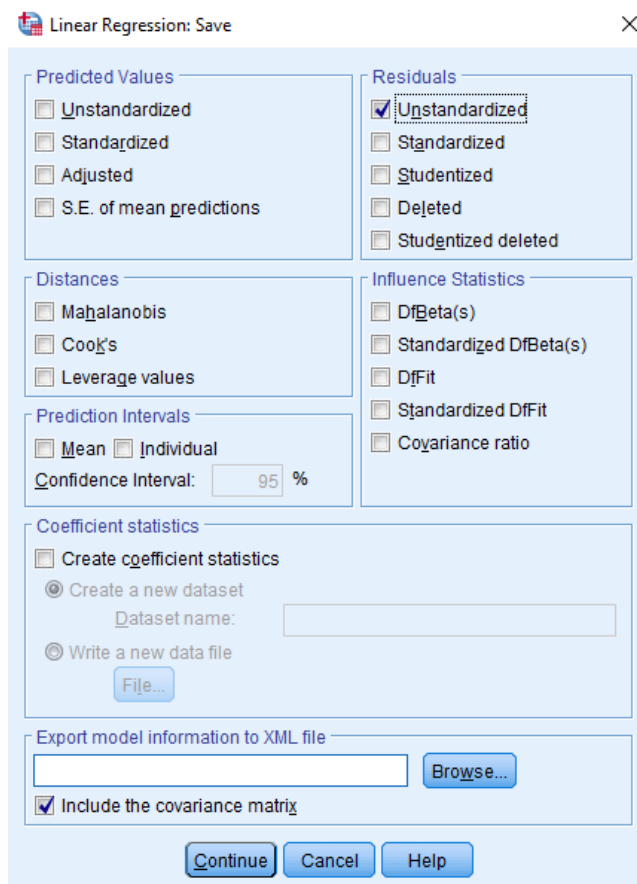 Linear Regression: Save
Predicted Values
Unstandardized
Standardized
Adjusted
S.E. of mean predictions
Residuals
Unstandardized
Standardized
Studentized
Deleted
Studentized deleted
Distances
Mahalanobis
Cook's
Leverage values
Influence Statistics
DfBeta(s)
Standardized DfBeta(s)
DfFit
Standardized DfFit
Covariance ratio
Prediction Intervals
Mean Individual
Confidence Interval: 95 %
Coefficient statistics
Create coefficient statistics
Create a new dataset
Dataset name:
Write a new data file
File...
Export model information to XML file
Browse...
Include the covariance matrix
Continue Cancel Help